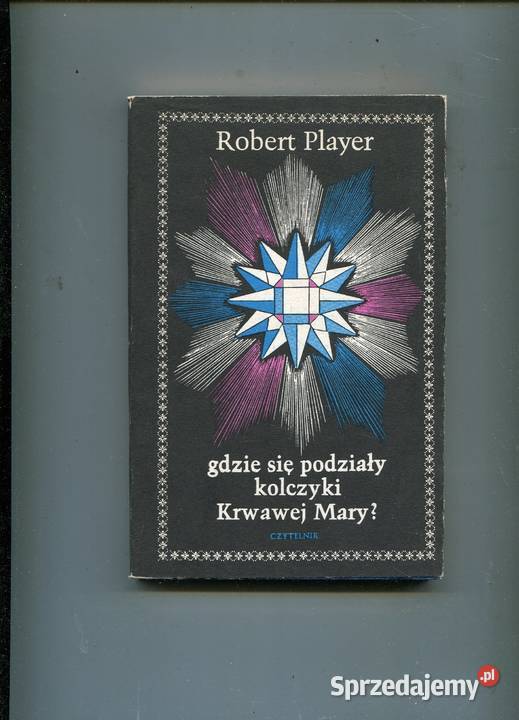 Robert Player
gdzie się podziały
kolczyki
Krwawej Mary?
CZYTELNIK
Sprzedajemy.pl